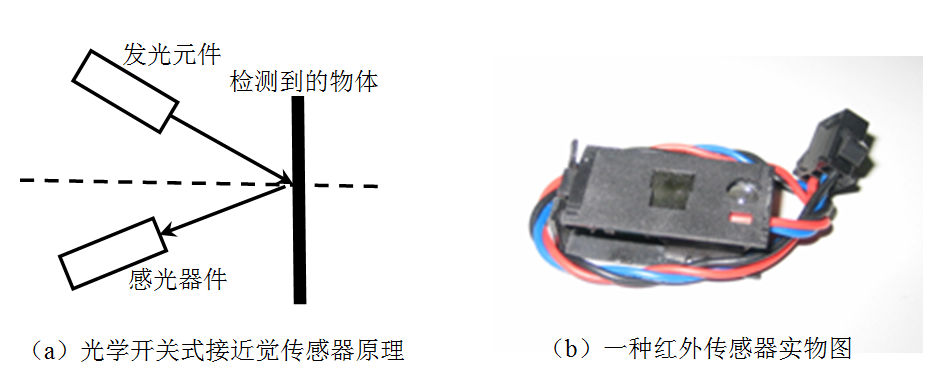 发光元件
检测到的物体
感光器件
（a）光学开关式接近觉传感器原理
（b）一种红外传感器实物图